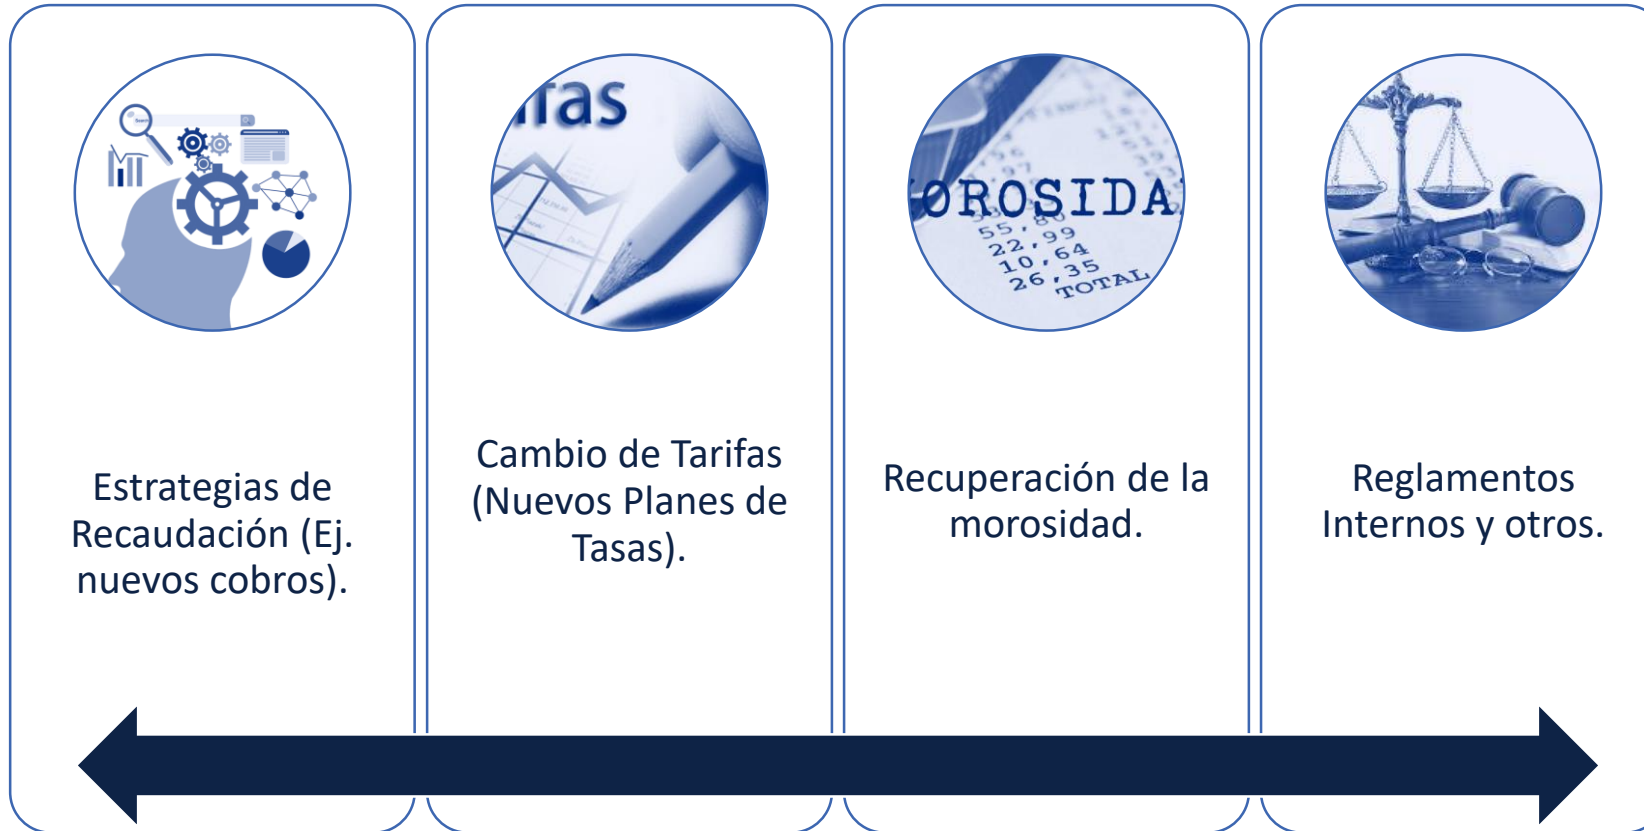 Estrategias de
Recaudación (Ej.
nuevos cobros).
ifas
Cambio de Tarifas
(Nuevos Planes de
Tasas).
OROSIDA
55,80
22,99
10,64
26,35
TOTAL
Recuperación de la
morosidad.
Reglamentos
Internos y otros.